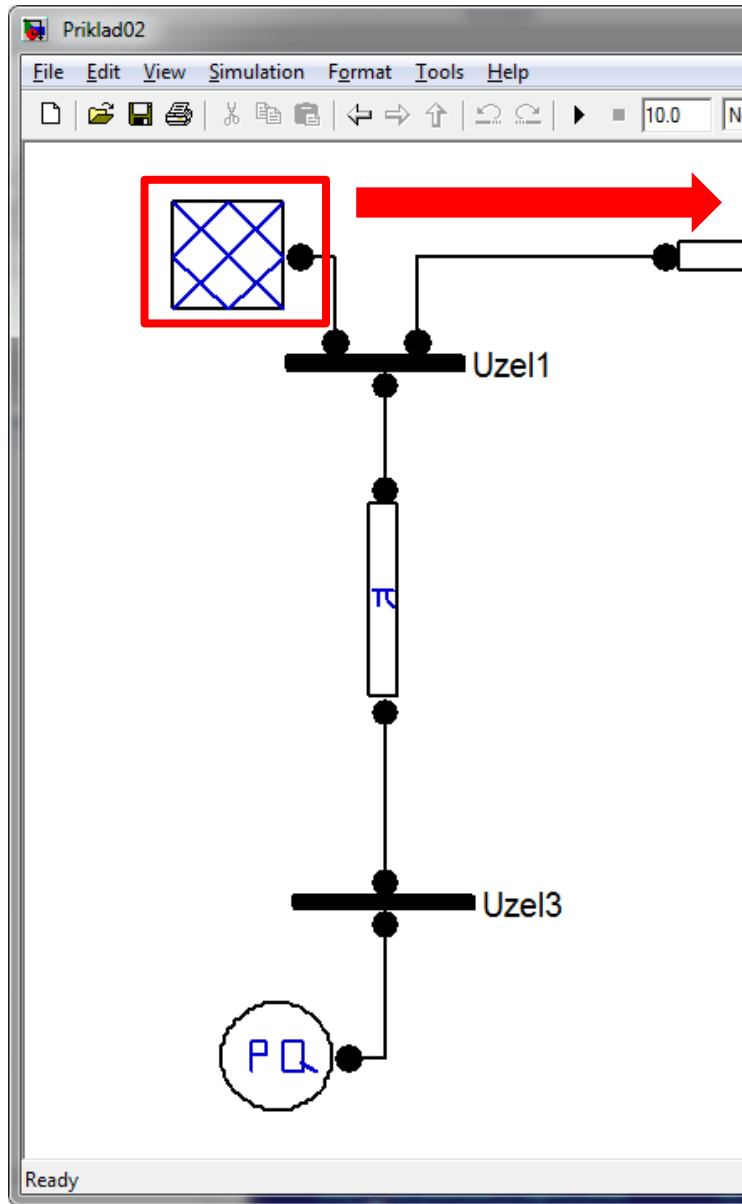 Priklad02
File Edit View Simulation Format Tools Help
10.0 N
Uzel1
π
Uzel3
PQ
Ready